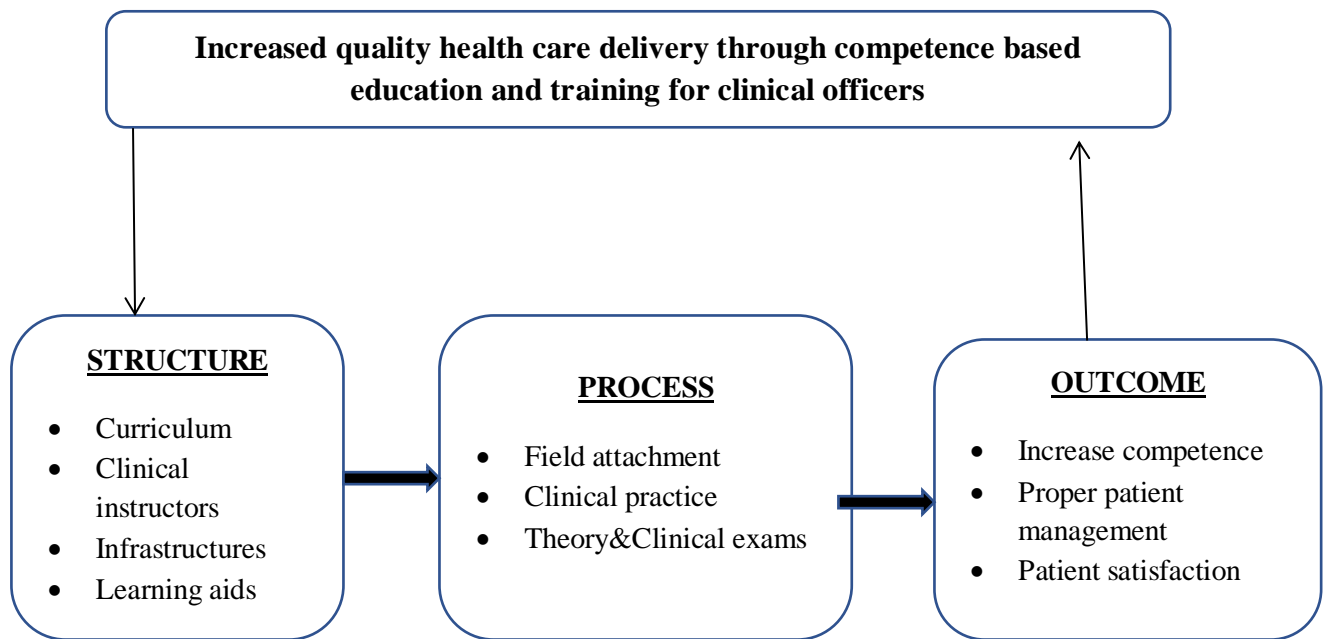 Increased quality health care delivery through competence based
education and training for clinical officers
STRUCTURE
• Curriculum
• Clinical
instructors
• Infrastructures
• Learning aids
PROCESS
• Field attachment
• Clinical practice
• Theory&Clinical exams
OUTCOME
• Increase competence
• Proper patient
management
• Patient satisfaction